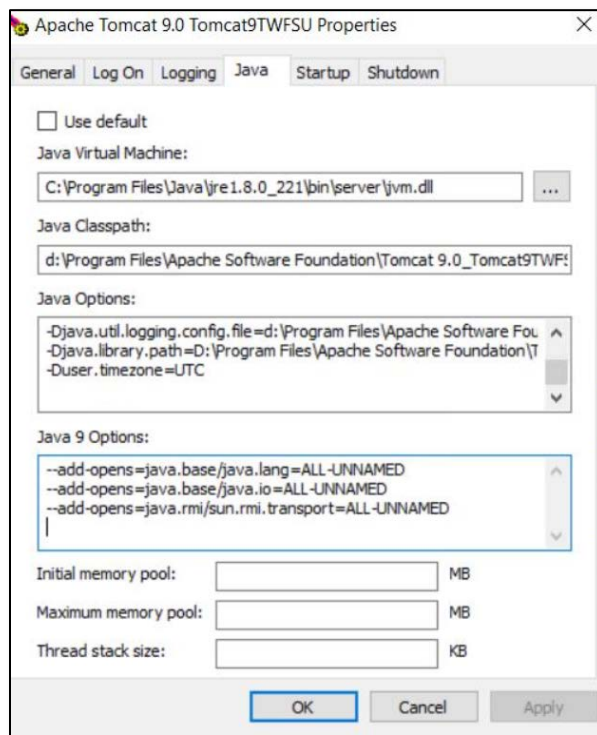 Apache Tomcat 9.0 Tomcat9TWFSU Properties
General Log On Logging Java Startup Shutdown
Use default
Java Virtual Machine:
C:\Program Files\Java\jre1.8.0_221\bin\server\jvm.dll ...
Java Classpath:
d:\Program Files\Apache Software Foundation\Tomcat 9.0_Tomcat9TWFS
Java Options:
-Djava.util.logging.config.file=d:\Program Files\Apache Software Fou
-Djava.library.path=D:\Program Files\Apache Software Foundation\T
-Duser.timezone=UTC
Java 9 Options:
--add-opens=java.base/java.lang=ALL-UNNAMED
--add-opens=java.base/java.io=ALL-UNNAMED
--add-opens=java.rmi/sun.rmi.transport=ALL-UNNAMED
Initial memory pool: MB
Maximum memory pool: MB
Thread stack size: KB
OK Cancel Apply